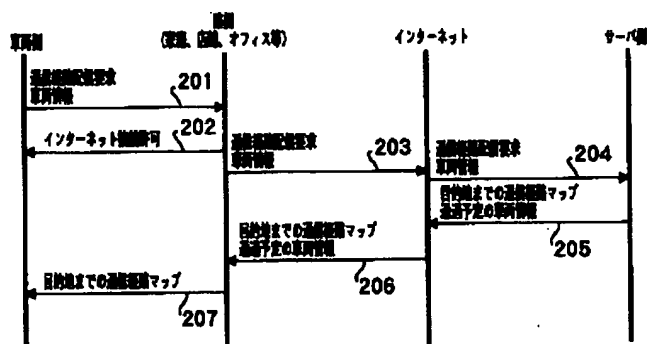 車両側
路側
(家庭、店舗、オフィス等)
インターネット
サーバ側
通信経路配信要求
車両情報
201
インターネット接続許可
202
通信経路配信要求
車両情報
203
通信経路配信要求
車両情報
204
目的地までの通信経路マップ
通過予定の車両情報
205
目的地までの通信経路マップ
通過予定の車両情報
206
目的地までの通信経路マップ
207